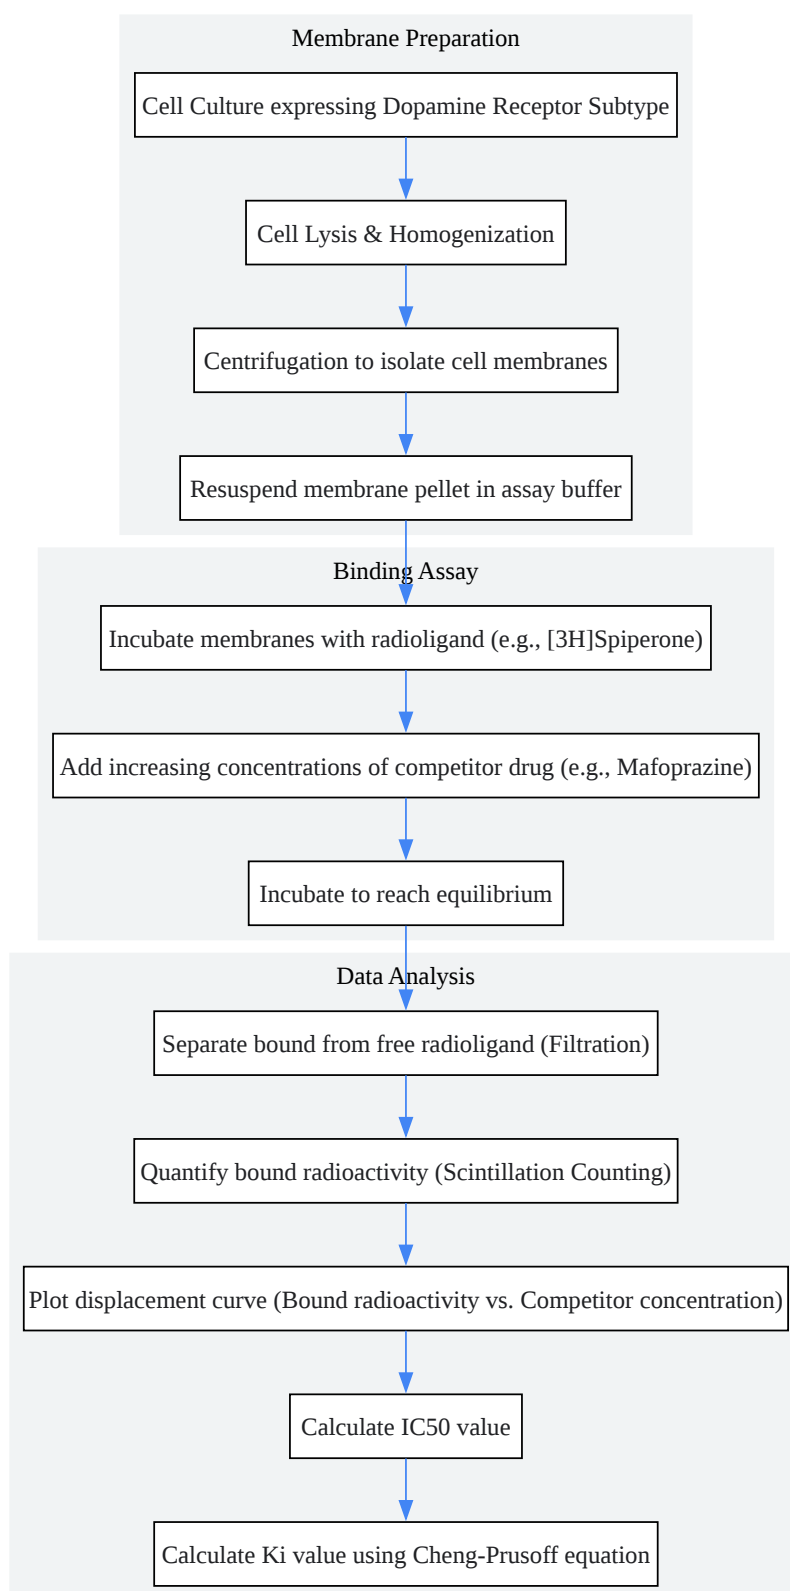 Membrane Preparation
Cell Culture expressing Dopamine Receptor Subtype
Cell Lysis & Homogenization
Centrifugation to isolate cell membranes
Resuspend membrane pellet in assay buffer
Binding Assay
Incubate membranes with radioligand (e.g., [3H]Spiperone)
Add increasing concentrations of competitor drug (e.g., Mafoprazine)
Incubate to reach equilibrium
Data Analysis
Separate bound from free radioligand (Filtration)
Quantify bound radioactivity (Scintillation Counting)
Plot displacement curve (Bound radioactivity vs. Competitor concentration)
Calculate IC50 value
Calculate Ki value using Cheng-Prusoff equation